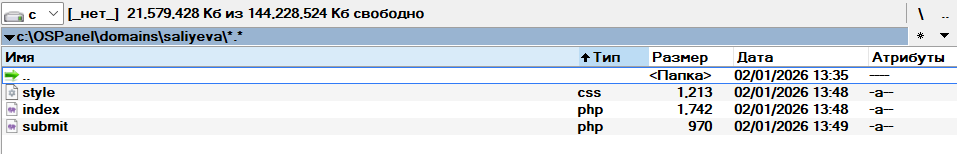 c [_нет_] 21,579,428 Кб из 144,228,524 Кб свободно \ ..
c:\OSPanel\domains\saliyeva\*.* *
Имя Тип Размер Дата Атрибуты
.. <Папка> 02/01/2026 13:35 ----
style css 1,213 02/01/2026 13:48 -a--
index php 1,742 02/01/2026 13:48 -a--
submit php 970 02/01/2026 13:49 -a--